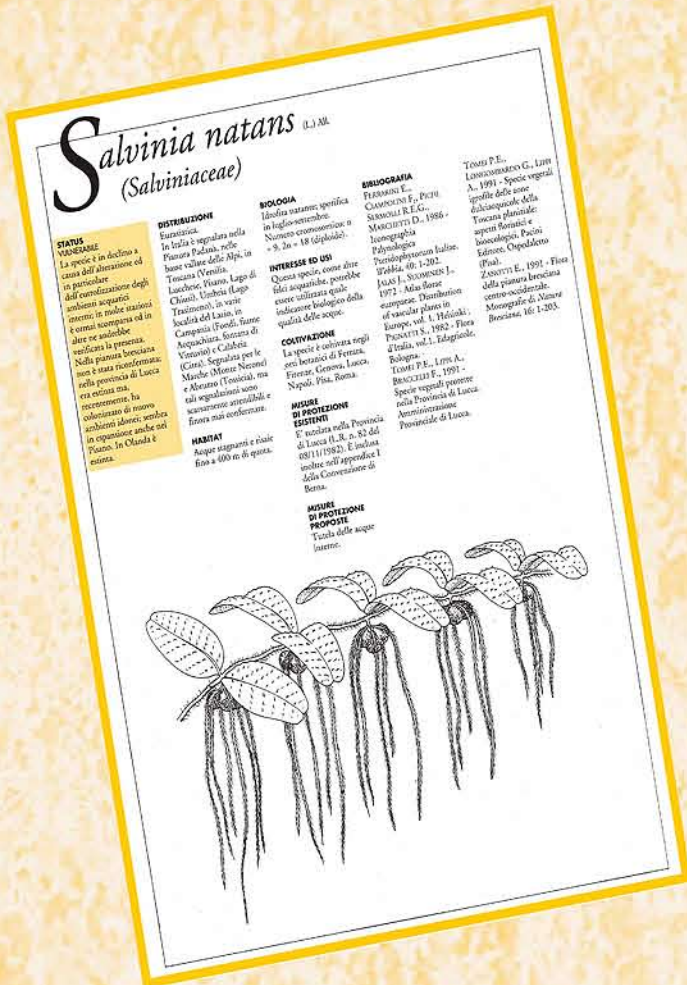 Salvinia natans (L.) All.
(Salviniaceae)
STATUS
VULNERABILE
La specie è in declino a
causa dell'alterazione ed
in particolare
dell'eutrofizzazione degli
ambienti acquatici
interni; in molte stazioni
è ormai scomparsa ed in
altre ne andrebbe
verificata la presenza.
Nella pianura bresciana
non è stata riconfermata;
nella provincia di Lucca
era estinta ma,
recentemente, ha
colonizzato di nuovo
ambienti idonei; sembra
in espansione anche nel
Pisano. In Olanda è
estinta.
DISTRIBUZIONE
Eurasiatica.
In Italia è segnalata nella
Pianura Padana, nelle
basse vallate delle Alpi, in
Toscana (Versilia,
Lucchese, Pisano, Lago di
Chiusi), Umbria (Lago
Trasimeno), in varie
località del Lazio, in
Campania (Fondi, fiume
Acquachiara, fontana di
Vitruvio) e Calabria
(Cirò). Segnalata per le
Marche (Monte Nerone)
e Abruzzo (Tossicia), ma
tali segnalazioni sono
scarsamente attendibili e
finora mai confermate.
HABITAT
Acque stagnanti e risaie
fino a 400 m di quota.
BIOLOGIA
Idrofita natante; sporifica
in luglio-settembre.
Numero cromosomico: n
= 9, 2n = 18 (diploide).
INTERESSE ED USI
Questa specie, come altre
felci acquatiche, potrebbe
essere utilizzata quale
indicatore biologico della
qualità delle acque.
COLTIVAZIONE
La specie è coltivata negli
orti botanici di Ferrara,
Firenze, Genova, Lucca,
Napoli, Pisa, Roma.
MISURE
DI PROTEZIONE
ESISTENTI
E' tutelata nella Provincia
di Lucca (L.R. n. 82 del
08/11/1982). È inclusa
inoltre nell'appendice I
della Convenzione di
Berna.
MISURE
DI PROTEZIONE
PROPOSTE
Tutela delle acque
interne.
BIBLIOGRAFIA
FERRARINI E.,
CIAMPOLINI F., PICHI
SERMOLLI R.E.G.,
MARCHETTI D., 1986 -
Iconographia
Palynologica
Pteridophytorum Italiae.
Webbia, 40: 1-202.
JALAS J., SUOMINEN J.,
1972 - Atlas florae
europaeae. Distribution
of vascular plants in
Europe, vol. 1. Helsinki.
PIGNATTI S., 1982 - Flora
d'Italia, vol.1. Edagricole,
Bologna.
TOMEI P.E., LIPPI A.,
BRACCELLI F., 1991 -
Specie vegetali protette
nella Provincia di Lucca.
Amministrazione
Provinciale di Lucca.
TOMEI P.E.,
LONGOMBARDO G., LIPPI
A., 1991 - Specie vegetali
igrofile delle zone
dulciacquicole della
Toscana planiziale:
aspetti floristici e
bioecologici. Pacini
Editore, Ospedaletto
(Pisa).
ZANOTTI E., 1991 - Flora
della pianura bresciana
centro-occidentale.
Monografie di Natura
Bresciana, 16: 1-203.